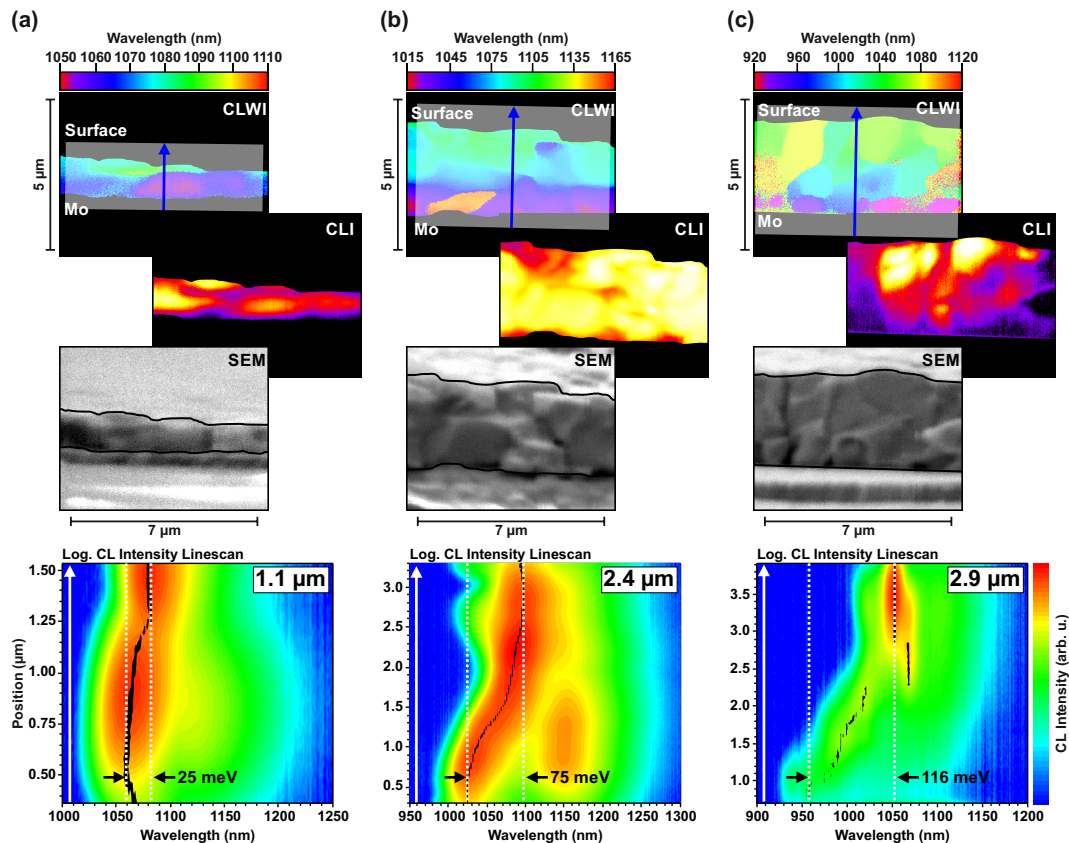 (a)
(b)
(c)
Wavelength (nm)
1050 1060 1070 1080 1090 1100 1110
Wavelength (nm)
1015 1045 1075 1105 1135 1165
Wavelength (nm)
920 960 1000 1040 1080 1120
CLWI
Surface
Mo
5 µm
CLWI
Surface
Mo
5 µm
CLWI
Surface
Mo
5 µm
CLI
CLI
CLI
SEM
SEM
SEM
7 µm
7 µm
7 µm
Log. CL Intensity Linescan
1.1 µm
1.50
1.25
1.00
0.75
0.50
Position (µm)
25 meV
1000 1050 1100 1150 1200 1250
Wavelength (nm)
Log. CL Intensity Linescan
2.4 µm
3.0
2.5
2.0
1.5
1.0
0.5
75 meV
950 1000 1050 1100 1150 1200 1250 1300
Wavelength (nm)
Log. CL Intensity Linescan
2.9 µm
3.5
3.0
2.5
2.0
1.5
1.0
116 meV
900 950 1000 1050 1100 1150 1200
Wavelength (nm)
CL Intensity (arb. u.)